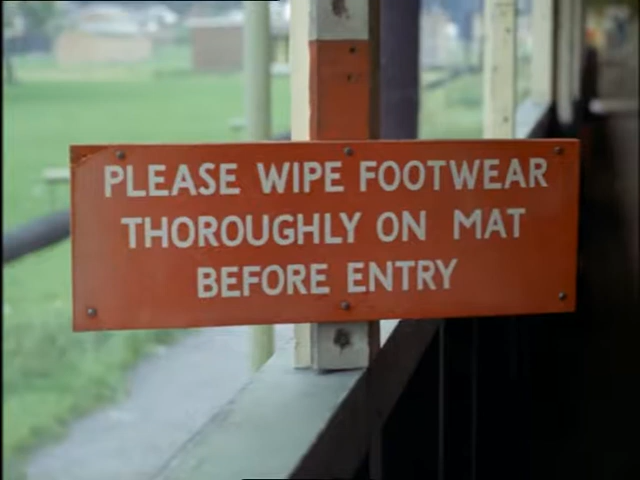 PLEASE WIPE FOOTWEAR
THOROUGHLY ON MAT
BEFORE ENTRY